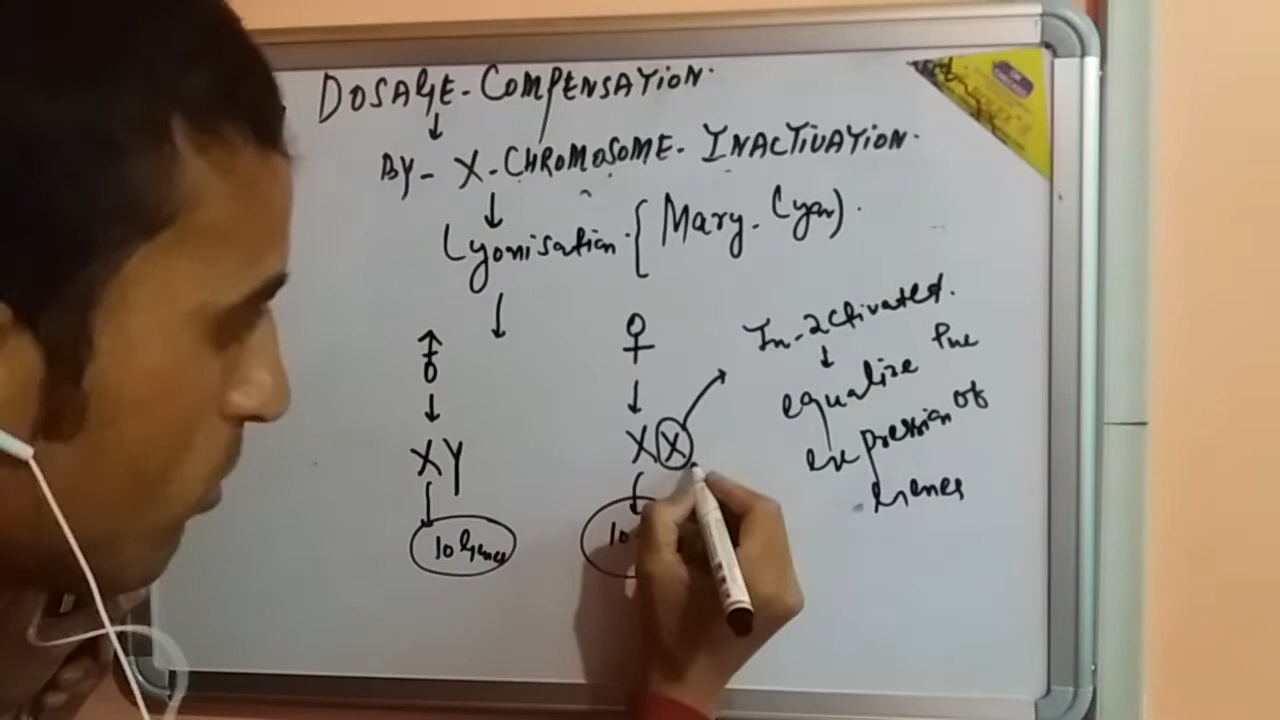 DOSAGE-COMPENSATION.
BY- X-CHROMOSOME- INACTIVATION.
Lyonisation. { Mary. Lyon).
♂ ♀
XY XX
10 Genes 10
In-activated.
equalize the
expression of
Genes